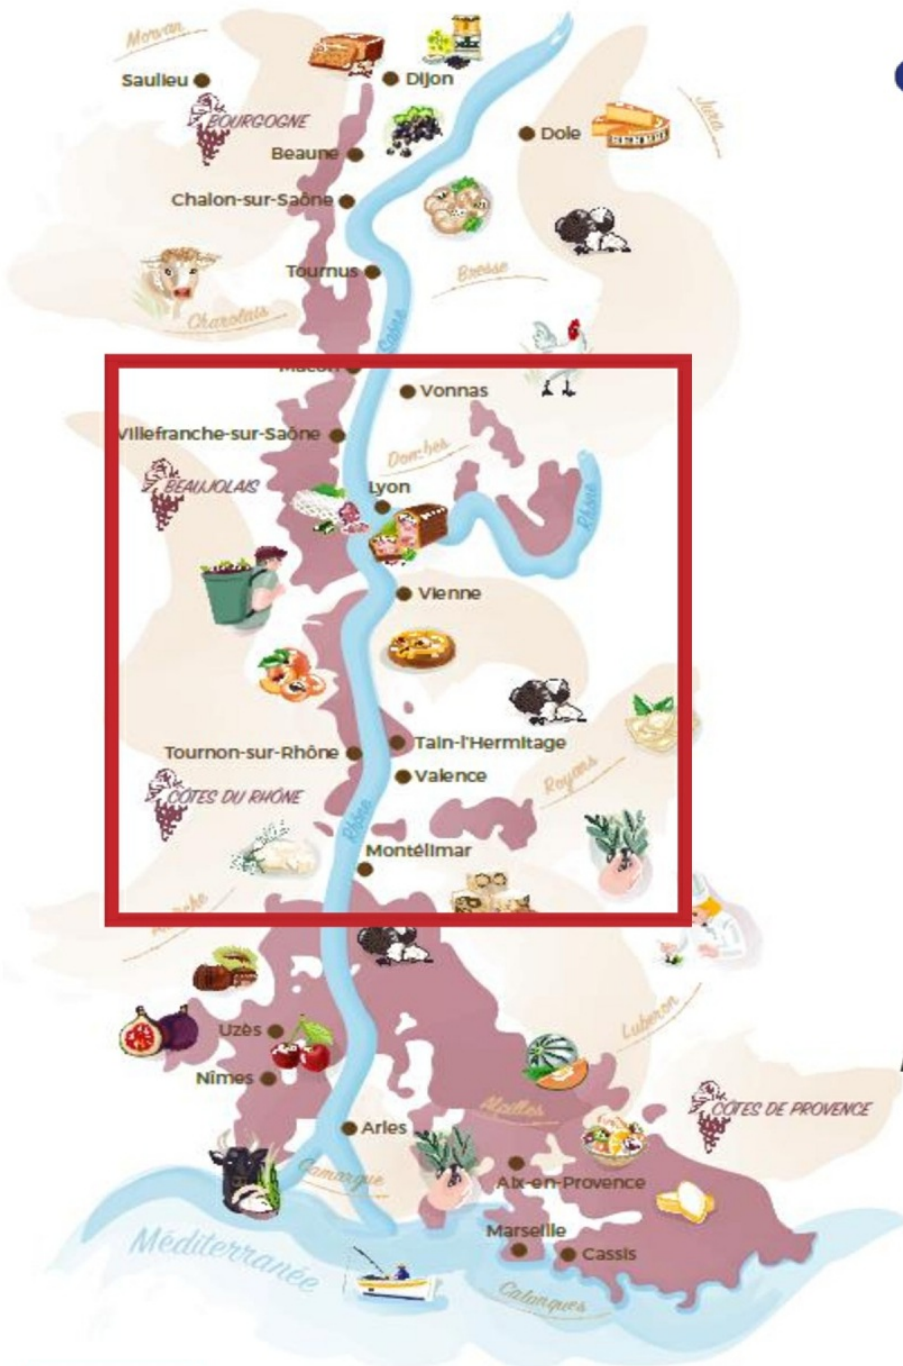 Morvan
Saulieu
Dijon
Jura
BOURGOGNE
Dole
Beaune
Chalon-sur-Saône
Tournus
Bresse
Charolais
Saône
Mâcon
Vonnas
Villefranche-sur-Saône
Dombes
BEAUJOLAIS
Lyon
Rhône
Vienne
Tain-l'Hermitage
Tournon-sur-Rhône
Royans
Valence
CÔTES DU RHÔNE
Rhône
Montélimar
Luberon
Uzès
Nîmes
Alpilles
CÔTES DE PROVENCE
Arles
Camargue
Aix-en-Provence
Marseille
Méditerranée
Cassis
Calanques